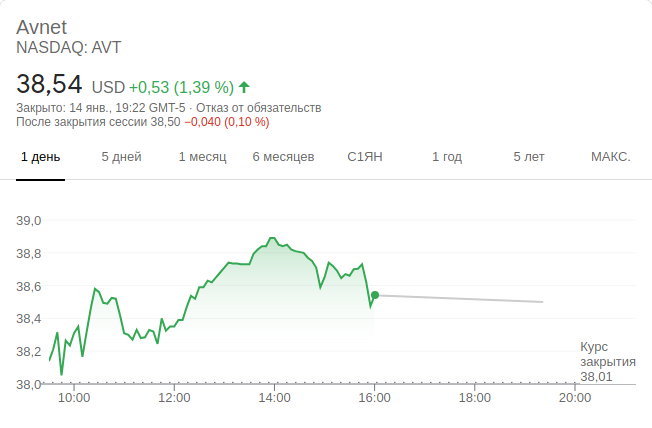 Avnet
NASDAQ: AVT
38,54 USD +0,53 (1,39 %)
Закрыто: 14 янв., 19:22 GMT-5 · Отказ от обязательств
После закрытия сессии 38,50 −0,040 (0,10 %)
1 день 5 дней 1 месяц 6 месяцев С1ЯН 1 год 5 лет МАКС.
39,0
38,8
38,6
38,4
38,2
38,0
Курс
закрытия
38,01
10:00 12:00 14:00 16:00 18:00 20:00